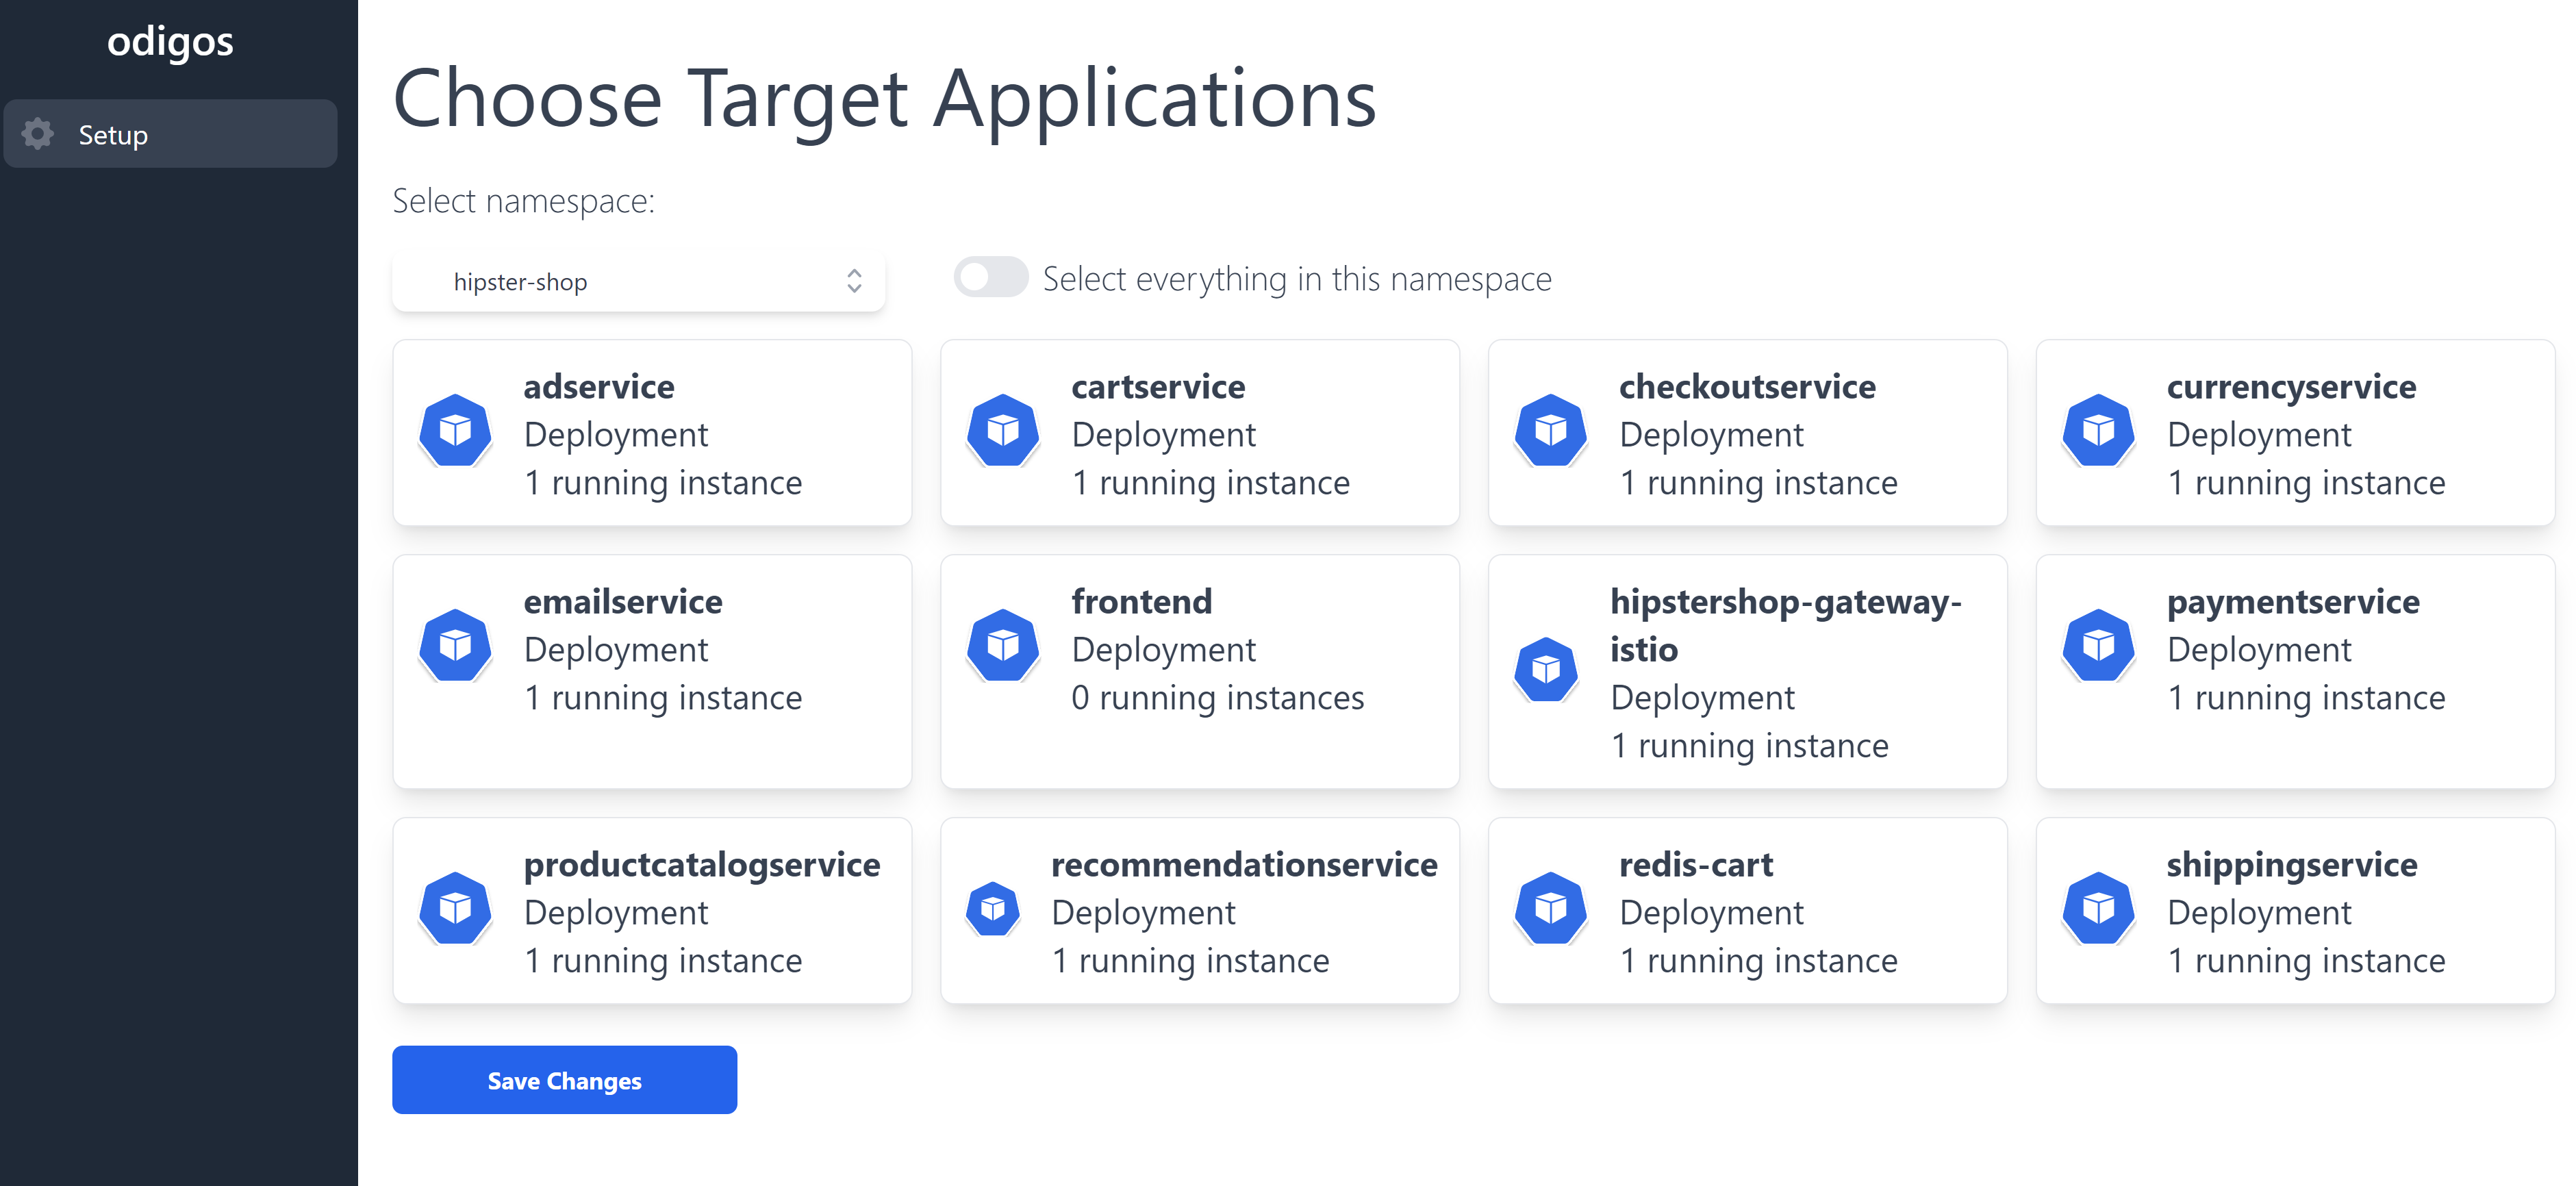 odigos
Setup
Choose Target Applications
Select namespace:
hipster-shop
Select everything in this namespace
adservice
Deployment
1 running instance
cartservice
Deployment
1 running instance
checkoutservice
Deployment
1 running instance
currencyservice
Deployment
1 running instance
emailservice
Deployment
1 running instance
frontend
Deployment
0 running instances
hipstershop-gateway-
istio
Deployment
1 running instance
paymentservice
Deployment
1 running instance
productcatalogservice
Deployment
1 running instance
recommendationservice
Deployment
1 running instance
redis-cart
Deployment
1 running instance
shippingservice
Deployment
1 running instance
Save Changes